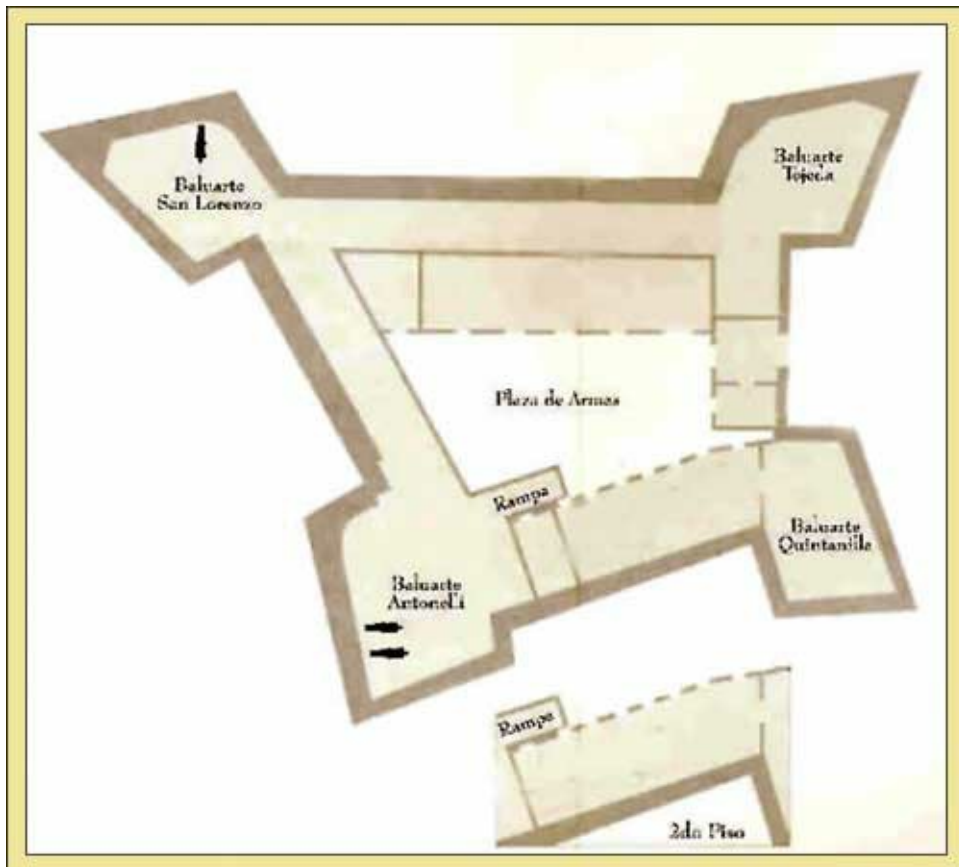 Baluarte
San Lorenzo
Baluarte
Tejeda
Plaza de Armas
Rampa
Baluarte
Quintanilla
Baluarte
Antonelli
Rampa
2do Piso